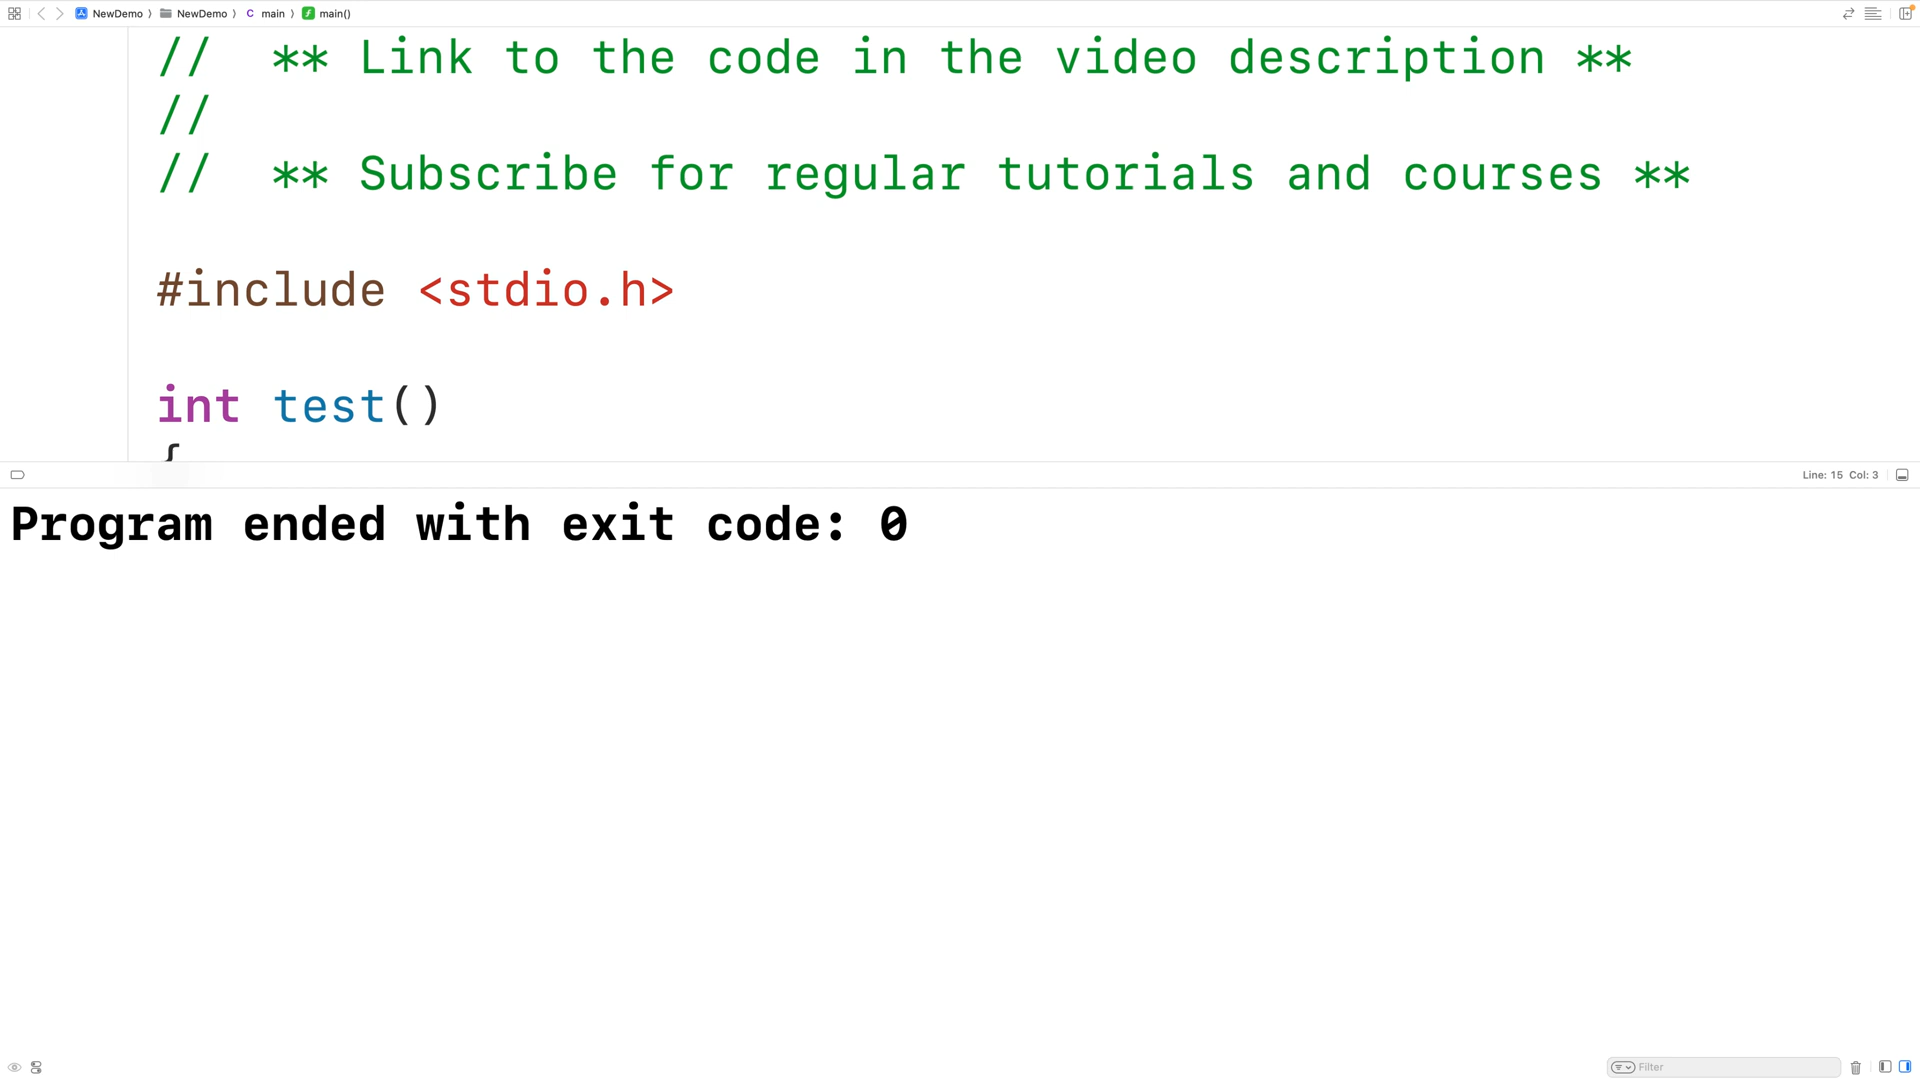 NewDemo 〉 NewDemo 〉 C main 〉 f main()
// ** Link to the code in the video description **
//
// ** Subscribe for regular tutorials and courses **
#include <stdio.h>
int test()
{
Line: 15 Col: 3
Program ended with exit code: 0
Filter